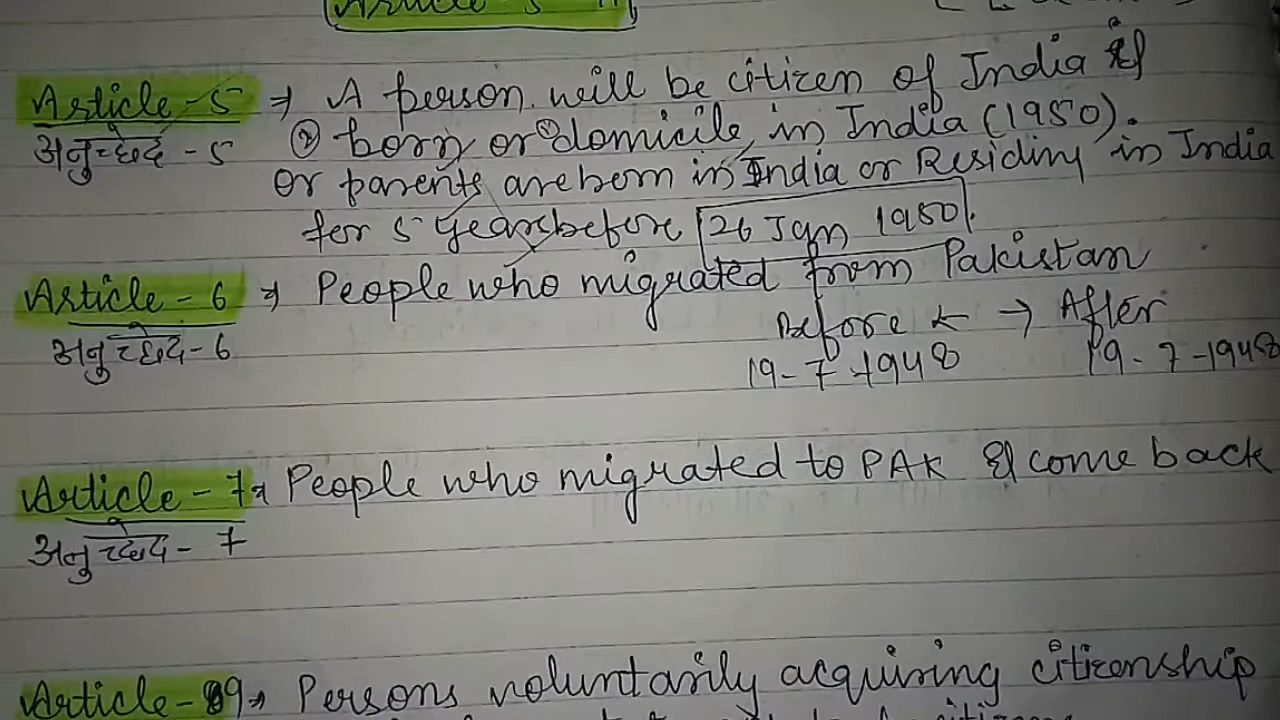 Article-5 ⇒ A person will be citizen of India if
अनुच्छेद-5 ② born or ① domicile in India (1950).
or parents are born in India or Residing in India
for 5 years before 26 Jan 1950.
Article-6 ⇒ People who migrated from Pakistan
अनुच्छेद-6 Before ← → After
19-7-1948 19-7-1948
Article-7 ⇒ People who migrated to PAK & come back
अनुच्छेद-7
Article-9 ⇒ Persons voluntarily acquiring citizenship